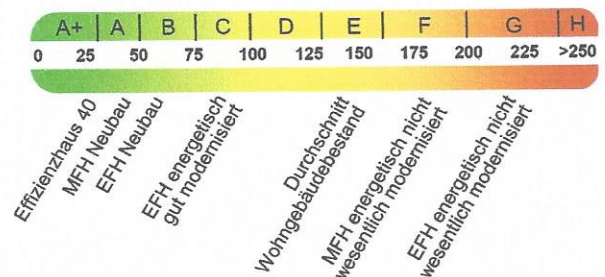 A+ A B C D E F G H
0 25 50 75 100 125 150 175 200 225 >250
Effizienzhaus 40
MFH Neubau
EFH Neubau
EFH energetisch
gut modernisiert
Durchschnitt
Wohngebäudebestand
MFH energetisch nicht
wesentlich modernisiert
EFH energetisch nicht
wesentlich modernisiert